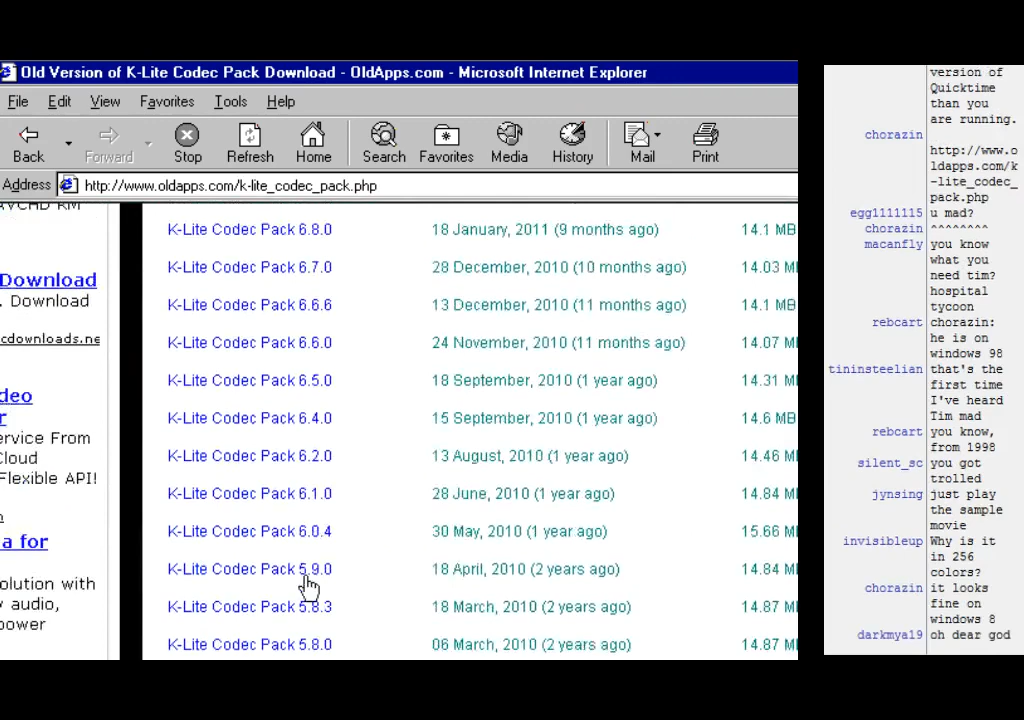 Old Version of K-Lite Codec Pack Download - OldApps.com - Microsoft Internet Explorer
File Edit View Favorites Tools Help
Back Forward Stop Refresh Home Search Favorites Media History Mail Print
Address http://www.oldapps.com/k-lite_codec_pack.php
K-Lite Codec Pack 6.8.0 18 January, 2011 (9 months ago) 14.1 MB
K-Lite Codec Pack 6.7.0 28 December, 2010 (10 months ago) 14.03 M
K-Lite Codec Pack 6.6.6 13 December, 2010 (11 months ago) 14.1 MB
K-Lite Codec Pack 6.6.0 24 November, 2010 (11 months ago) 14.07 M
K-Lite Codec Pack 6.5.0 18 September, 2010 (1 year ago) 14.31 M
K-Lite Codec Pack 6.4.0 15 September, 2010 (1 year ago) 14.6 MB
K-Lite Codec Pack 6.2.0 13 August, 2010 (1 year ago) 14.46 M
K-Lite Codec Pack 6.1.0 28 June, 2010 (1 year ago) 14.84 M
K-Lite Codec Pack 6.0.4 30 May, 2010 (1 year ago) 15.66 M
K-Lite Codec Pack 5.9.0 18 April, 2010 (2 years ago) 14.84 M
K-Lite Codec Pack 5.8.3 18 March, 2010 (2 years ago) 14.87 M
K-Lite Codec Pack 5.8.0 06 March, 2010 (2 years ago) 14.87 M
Download
. Download
cdownloads.ne
deo
r
ervice From
Cloud
Flexible API!
n
a for
olution with
y audio,
power
version of
Quicktime
than you
are running.
chorazin
http://www.o
ldapps.com/k
-lite_codec_
pack.php
egg1111115 u mad?
chorazin ^^^^^^^^
macanfly you know
what you
need tim?
hospital
tycoon
rebcart chorazin:
he is on
windows 98
tininsteelian that's the
first time
I've heard
Tim mad
rebcart you know,
from 1998
silent_sc you got
trolled
jynsing just play
the sample
movie
invisibleup Why is it
in 256
colors?
chorazin it looks
fine on
windows 8
darkmya19 oh dear god